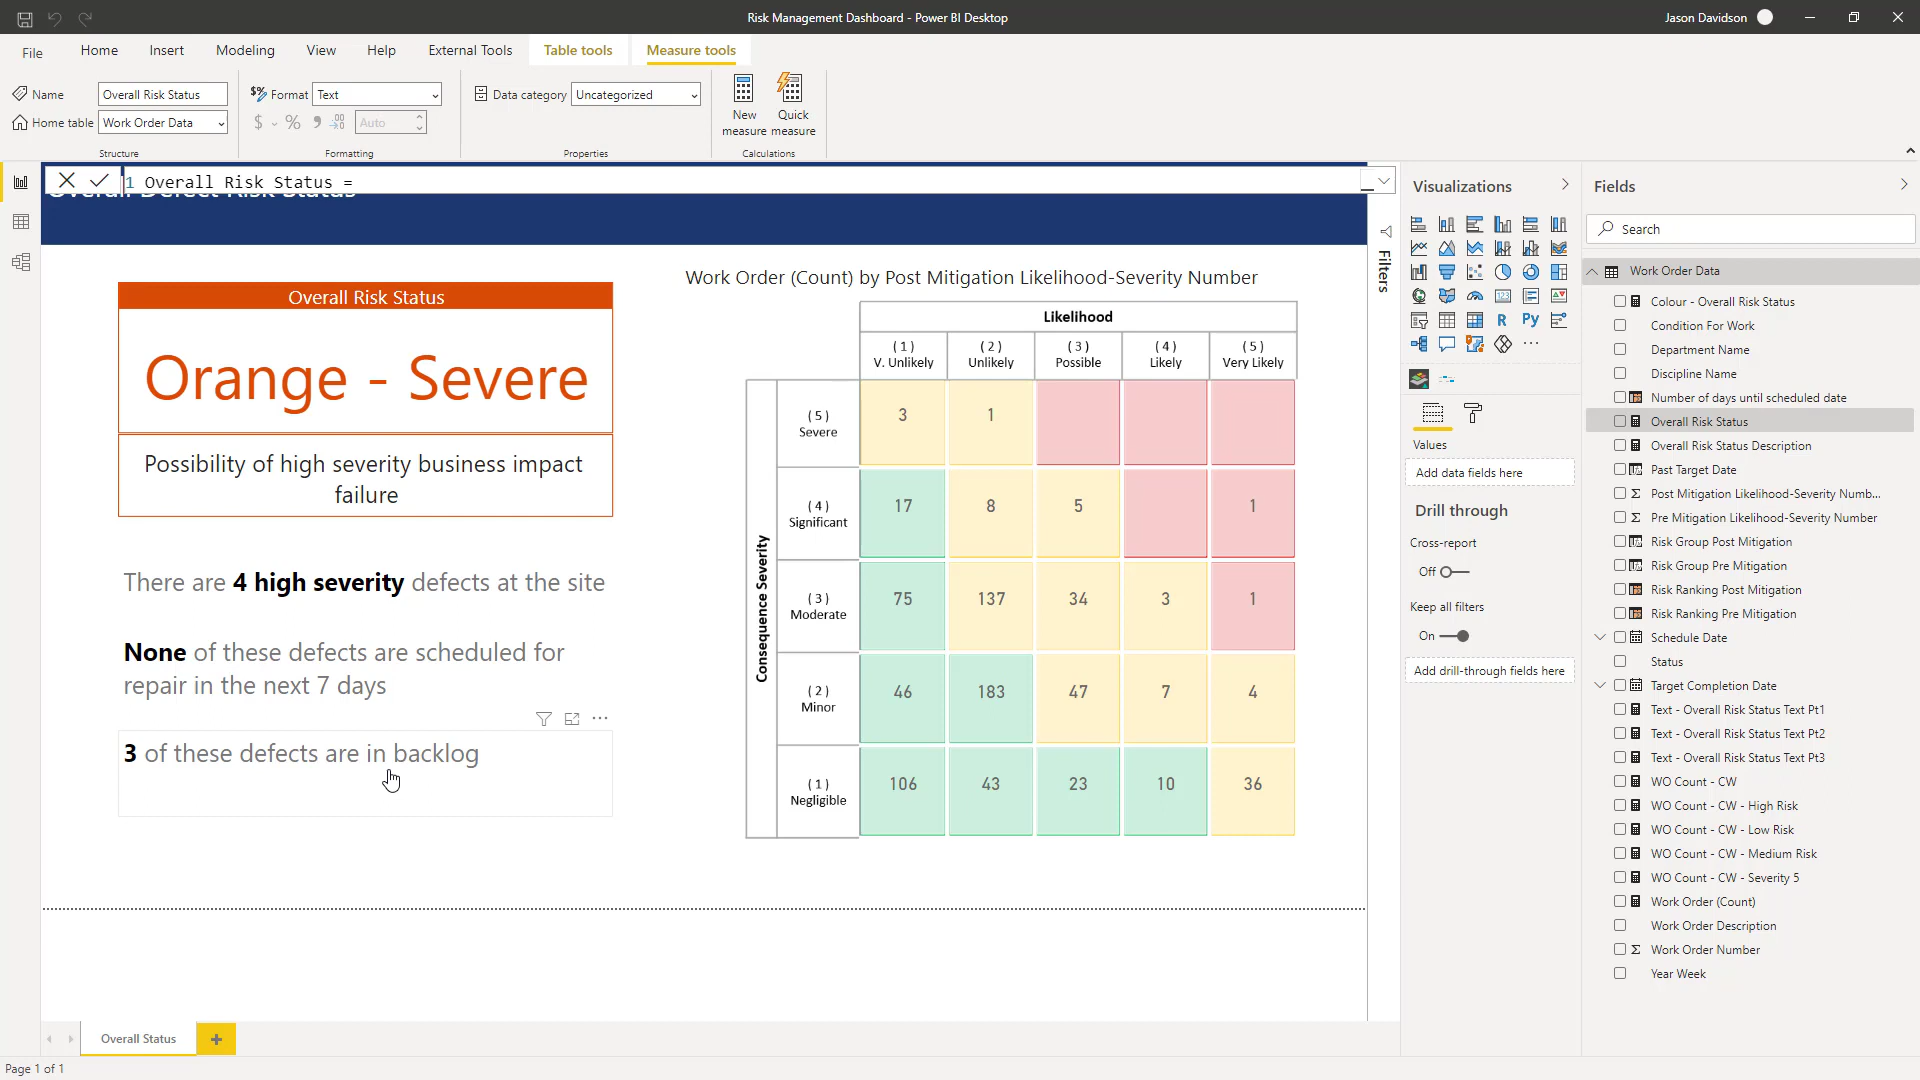 Risk Management Dashboard - Power BI Desktop
Jason Davidson
File
Home
Insert
Modeling
View
Help
External Tools
Table tools
Measure tools
Name
Overall Risk Status
Home table
Work Order Data
Structure
Format
Text
Auto
Formatting
Data category
Uncategorized
Properties
New
measure
Quick
measure
Calculations
1 Overall Risk Status =
Overall Defect Risk Status
Overall Risk Status
Orange - Severe
Possibility of high severity business impact
failure
There are 4 high severity defects at the site
None of these defects are scheduled for
repair in the next 7 days
3 of these defects are in backlog
Work Order (Count) by Post Mitigation Likelihood-Severity Number
Likelihood
( 1 )
V. Unlikely
( 2 )
Unlikely
( 3 )
Possible
( 4 )
Likely
( 5 )
Very Likely
Consequence Severity
( 5 )
Severe
3 1
( 4 )
Significant
17 8 5 1
( 3 )
Moderate
75 137 34 3 1
( 2 )
Minor
46 183 47 7 4
( 1 )
Negligible
106 43 23 10 36
Filters
Visualizations
R
Py
Values
Add data fields here
Drill through
Cross-report
Off
Keep all filters
On
Add drill-through fields here
Fields
Search
Work Order Data
Colour - Overall Risk Status
Condition For Work
Department Name
Discipline Name
Number of days until scheduled date
Overall Risk Status
Overall Risk Status Description
Past Target Date
Post Mitigation Likelihood-Severity Numb...
Pre Mitigation Likelihood-Severity Number
Risk Group Post Mitigation
Risk Group Pre Mitigation
Risk Ranking Post Mitigation
Risk Ranking Pre Mitigation
Schedule Date
Status
Target Completion Date
Text - Overall Risk Status Text Pt1
Text - Overall Risk Status Text Pt2
Text - Overall Risk Status Text Pt3
WO Count - CW
WO Count - CW - High Risk
WO Count - CW - Low Risk
WO Count - CW - Medium Risk
WO Count - CW - Severity 5
Work Order (Count)
Work Order Description
Work Order Number
Year Week
Overall Status
Page 1 of 1